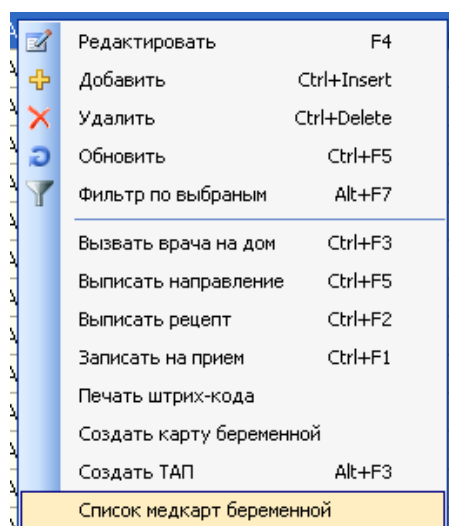 Редактировать F4
Добавить Ctrl+Insert
Удалить Ctrl+Delete
Обновить Ctrl+F5
Фильтр по выбраным Alt+F7
Вызвать врача на дом Ctrl+F3
Выписать направление Ctrl+F5
Выписать рецепт Ctrl+F2
Записать на прием Ctrl+F1
Печать штрих-кода
Создать карту беременной
Создать ТАП Alt+F3
Список медкарт беременной